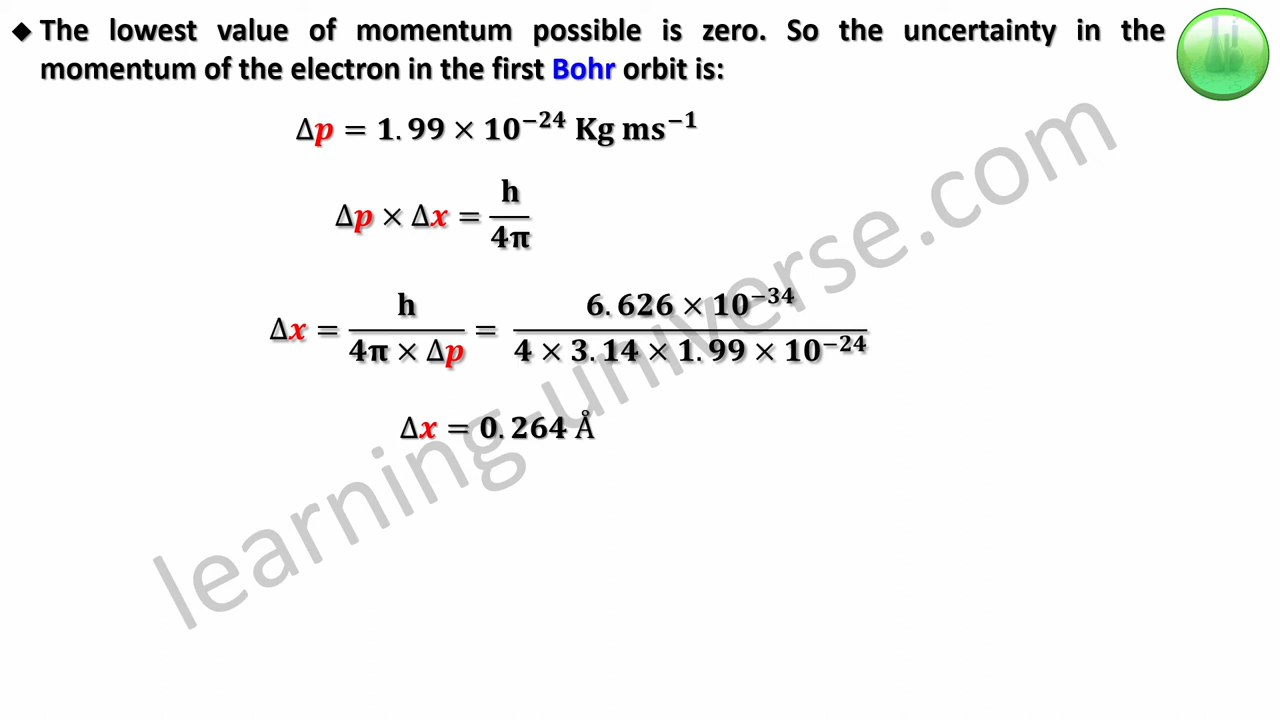 ◆ The lowest value of momentum possible is zero. So the uncertainty in the
momentum of the electron in the first Bohr orbit is:
Δp = 1.99 × 10⁻²⁴ Kg ms⁻¹
Δp × Δx = h/4π
Δx = h/(4π × Δp) = 6.626 × 10⁻³⁴/(4 × 3.14 × 1.99 × 10⁻²⁴)
Δx = 0.264 Å
learning-universe.com